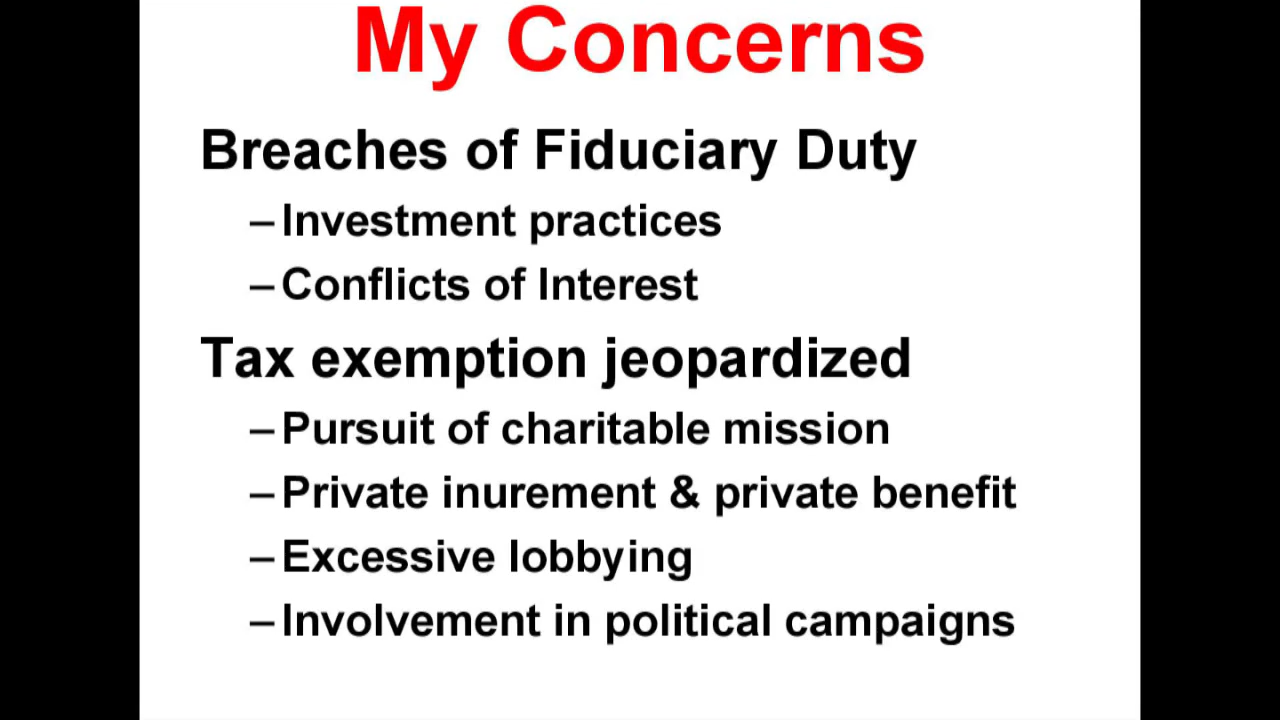 My Concerns
Breaches of Fiduciary Duty
–Investment practices
–Conflicts of Interest
Tax exemption jeopardized
–Pursuit of charitable mission
–Private inurement & private benefit
–Excessive lobbying
–Involvement in political campaigns